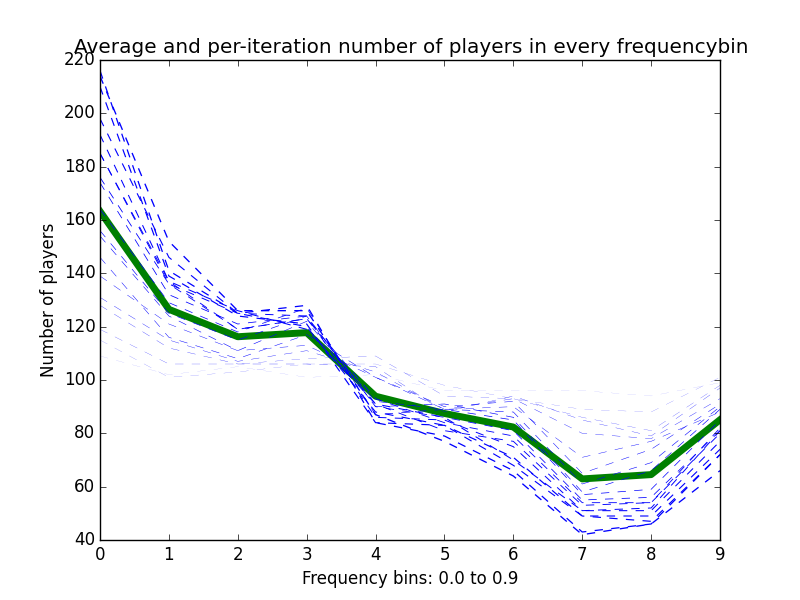 Average and per-iteration number of players in every frequencybin
220
200
180
160
140
120
100
80
60
40
Number of players
0 1 2 3 4 5 6 7 8 9
Frequency bins: 0.0 to 0.9